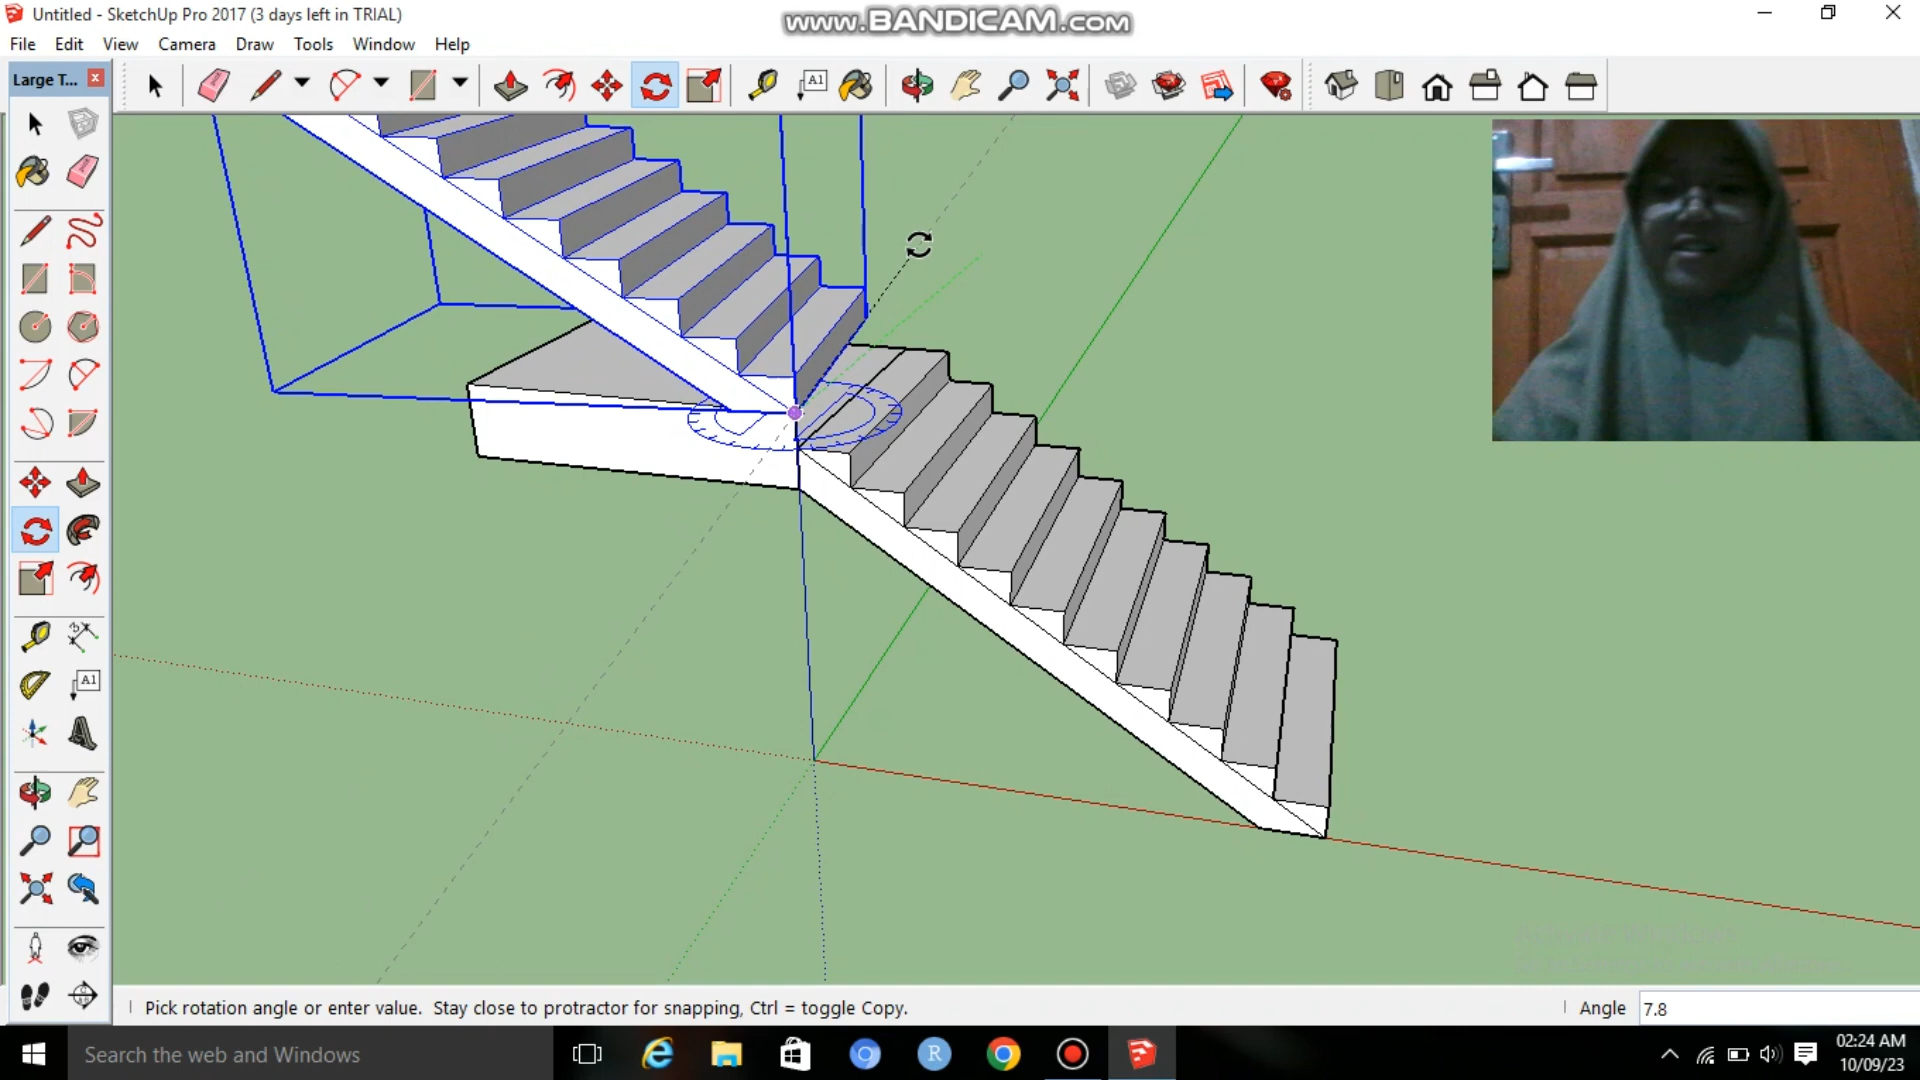 Untitled - SketchUp Pro 2017 (3 days left in TRIAL)
www.BANDICAM.com
File Edit View Camera Draw Tools Window Help
Large T...
A1
A1
Pick rotation angle or enter value. Stay close to protractor for snapping, Ctrl = toggle Copy.
Angle 7.8
Search the web and Windows
R
02:24 AM
10/09/23